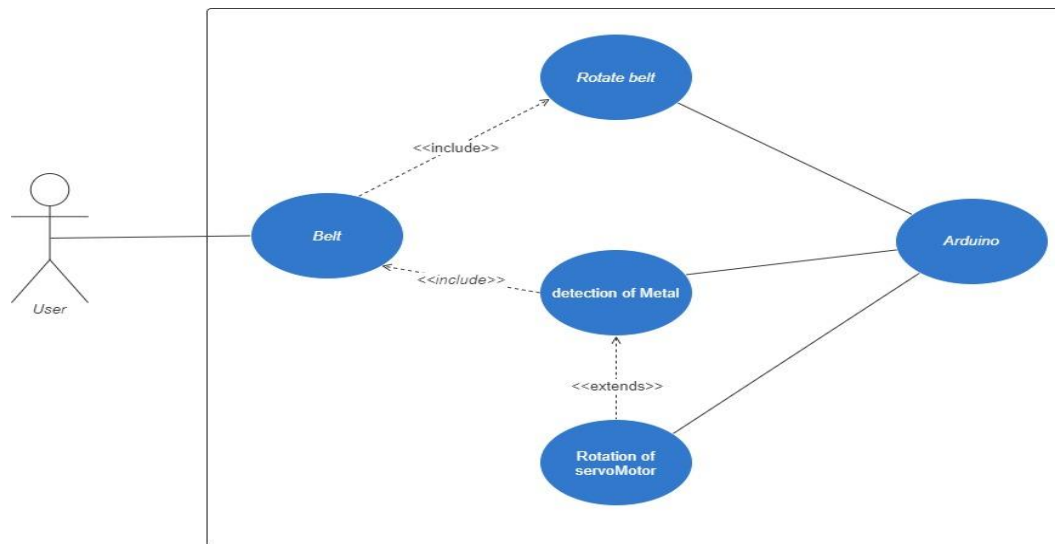 Rotate belt
<<include>>
Belt
Arduino
<<include>>
detection of Metal
User
<<extends>>
Rotation of
servoMotor